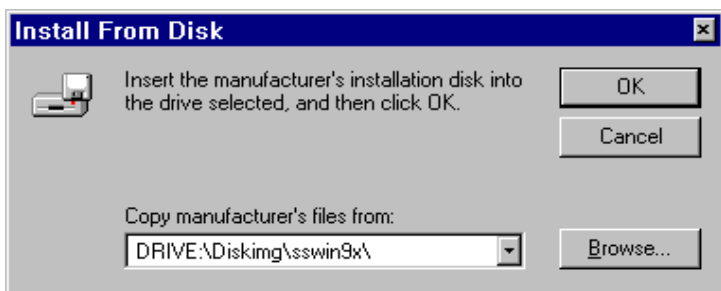 Install From Disk
Insert the manufacturer's installation disk into
the drive selected, and then click OK.
OK
Cancel
Copy manufacturer's files from:
DRIVE:\Diskimg\sswin9x\
Browse...